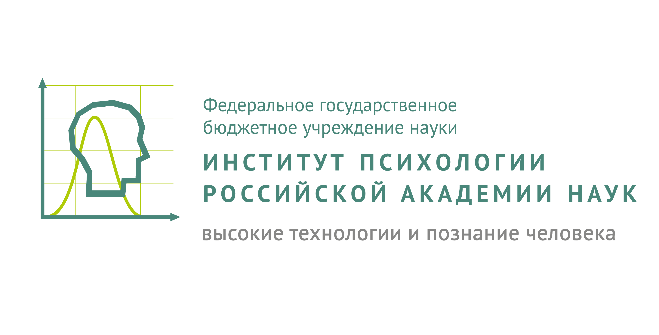 Федеральное государственное
бюджетное учреждение науки
ИНСТИТУТ ПСИХОЛОГИИ
РОССИЙСКОЙ АКАДЕМИИ НАУК
высокие технологии и познание человека